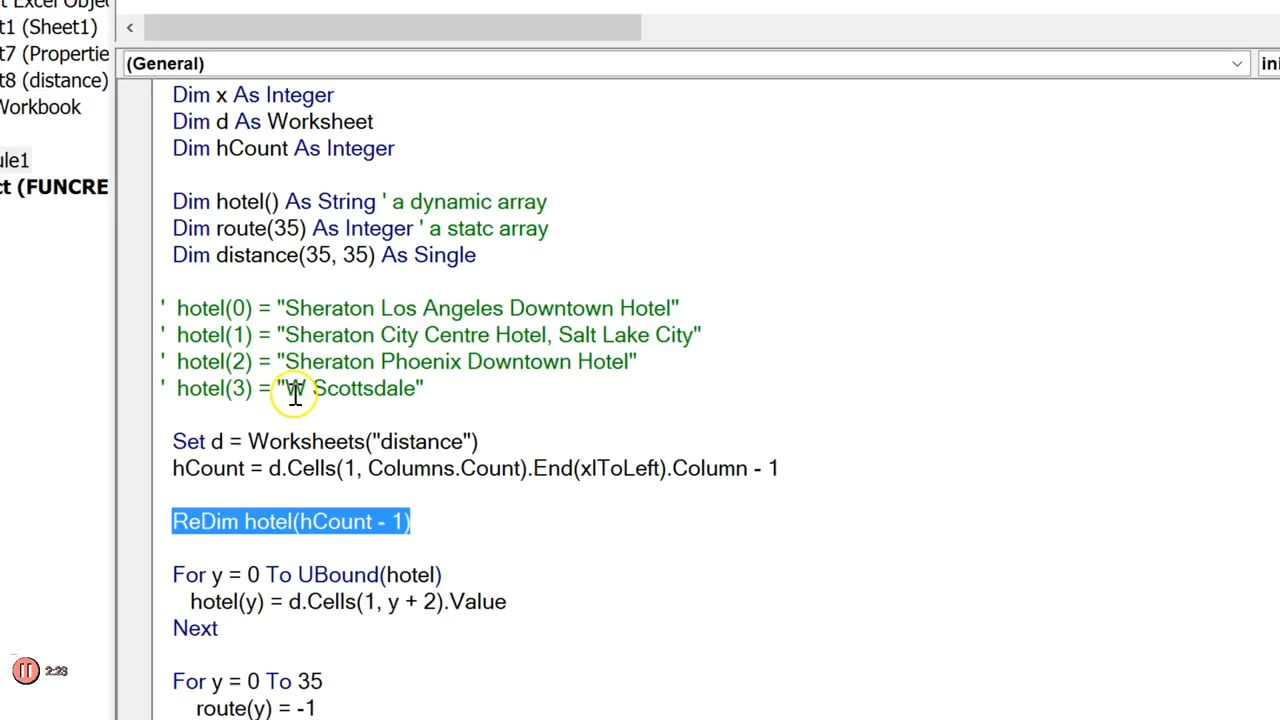 t Excel Obje
t1 (Sheet1)
t7 (Propertie
t8 (distance)
Workbook
ule1
ct (FUNCRE
(General)
ini
Dim x As Integer
Dim d As Worksheet
Dim hCount As Integer
Dim hotel() As String ' a dynamic array
Dim route(35) As Integer ' a statc array
Dim distance(35, 35) As Single
' hotel(0) = "Sheraton Los Angeles Downtown Hotel"
' hotel(1) = "Sheraton City Centre Hotel, Salt Lake City"
' hotel(2) = "Sheraton Phoenix Downtown Hotel"
' hotel(3) = "W Scottsdale"
Set d = Worksheets("distance")
hCount = d.Cells(1, Columns.Count).End(xlToLeft).Column - 1
ReDim hotel(hCount - 1)
For y = 0 To UBound(hotel)
hotel(y) = d.Cells(1, y + 2).Value
Next
For y = 0 To 35
route(y) = -1
2:23